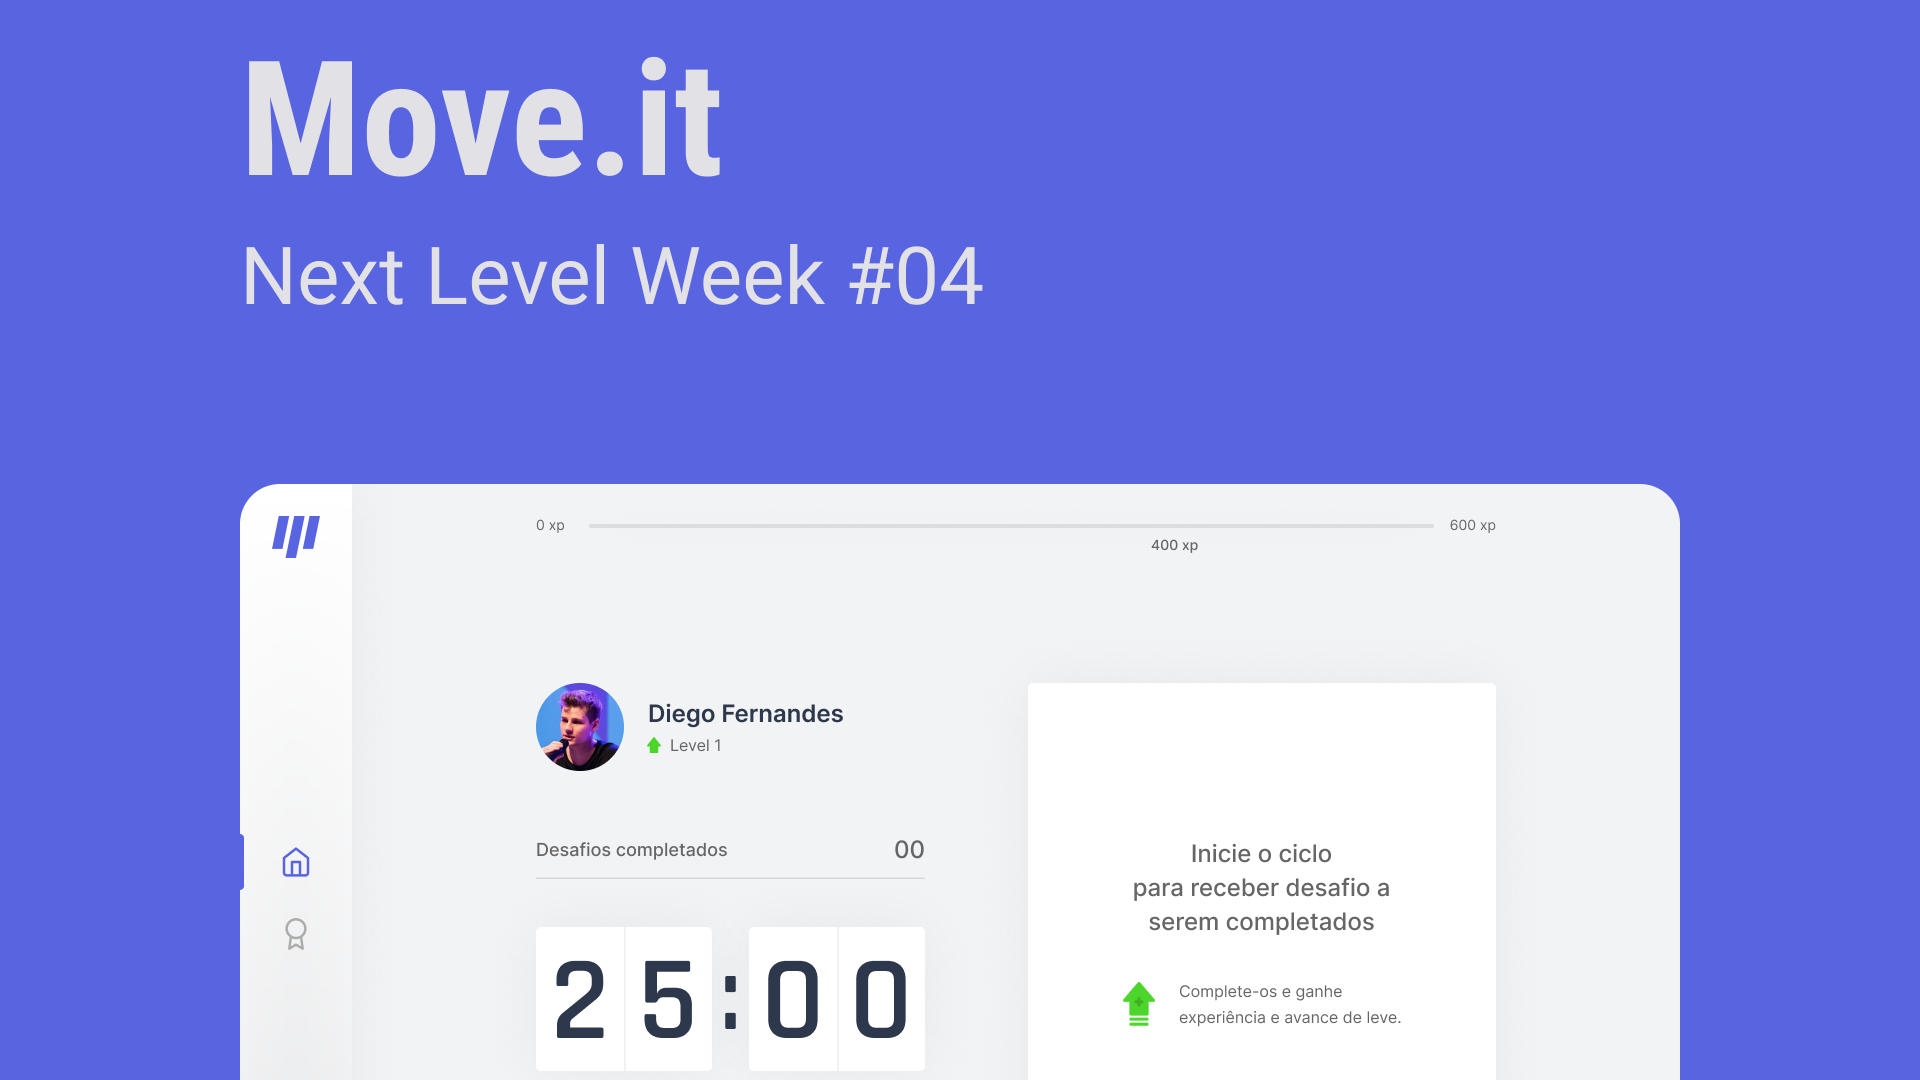 Move.it
Next Level Week #04
0 xp
600 xp
400 xp
Diego Fernandes
Level 1
Desafios completados
00
25:00
Inicie o ciclo
para receber desafio a
serem completados
Complete-os e ganhe
experiência e avance de leve.